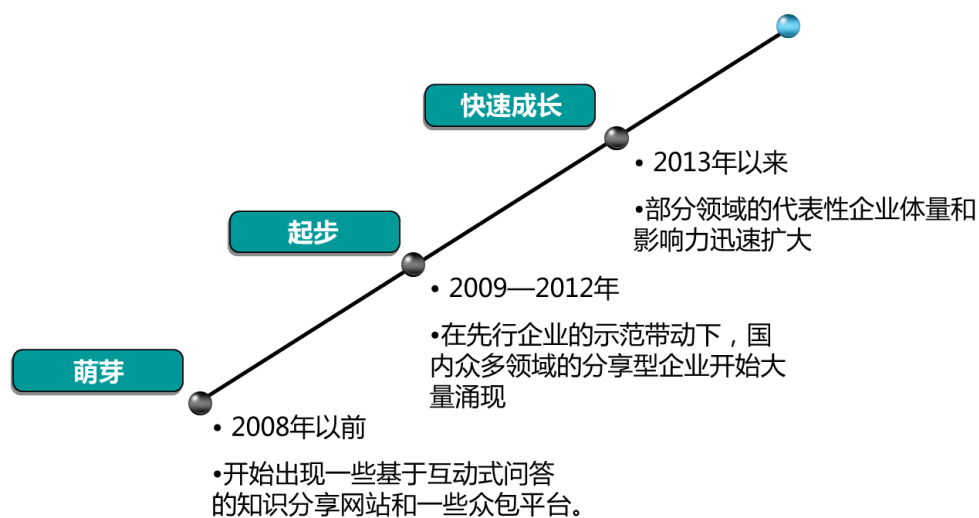 快速成长
• 2013年以来
•部分领域的代表性企业体量和
影响力迅速扩大
起步
• 2009—2012年
•在先行企业的示范带动下，国
内众多领域的分享型企业开始大
量涌现
萌芽
• 2008年以前
•开始出现一些基于互动式问答
的知识分享网站和一些众包平台。